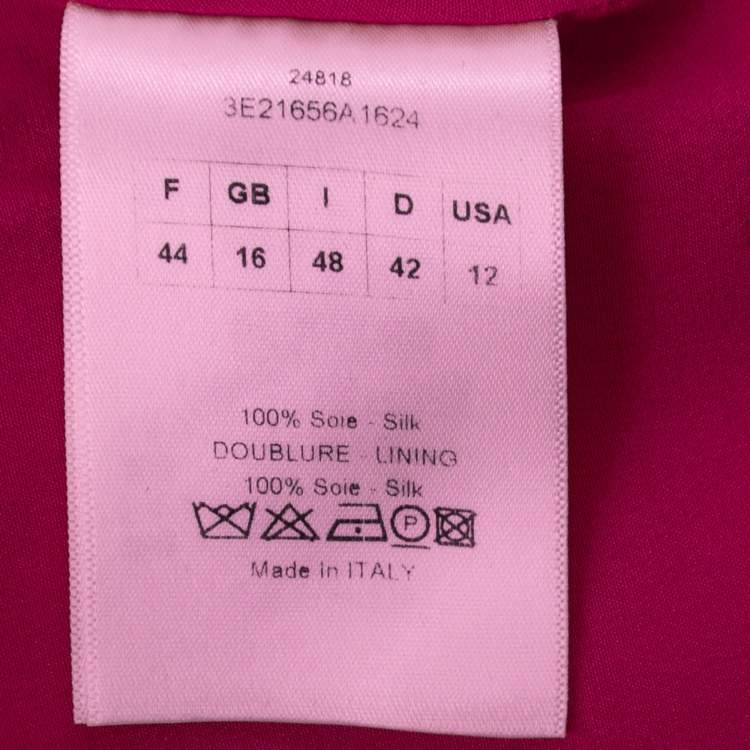 24818
3E21656A1624
F GB I D USA
44 16 48 42 12
100% Soie - Silk
DOUBLURE - LINING
100% Soie - Silk
P
Made in ITALY